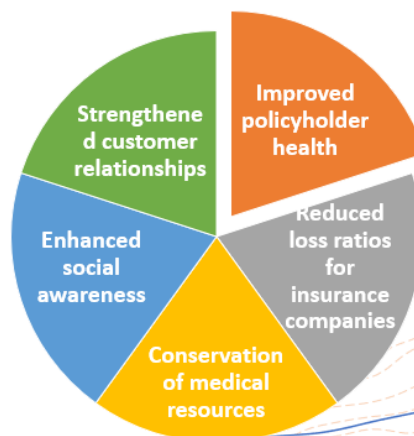 Improved
policyholder
health
Reduced
loss ratios
for
insurance
companies
Conservation
of medical
resources
Enhanced
social
awareness
Strengthene
d customer
relationships